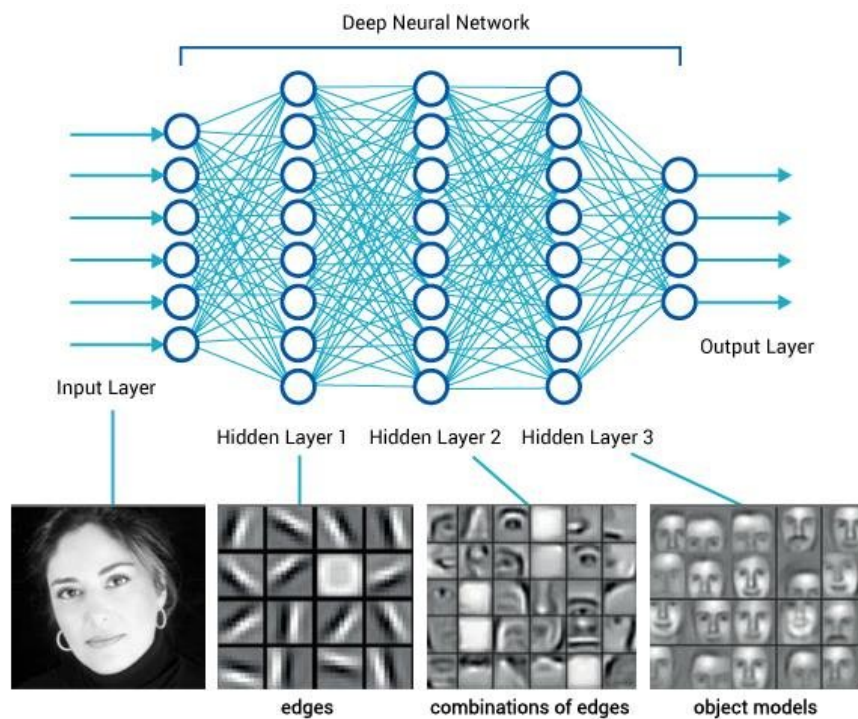 Deep Neural Network
Input Layer
Output Layer
Hidden Layer 1
Hidden Layer 2
Hidden Layer 3
edges
combinations of edges
object models